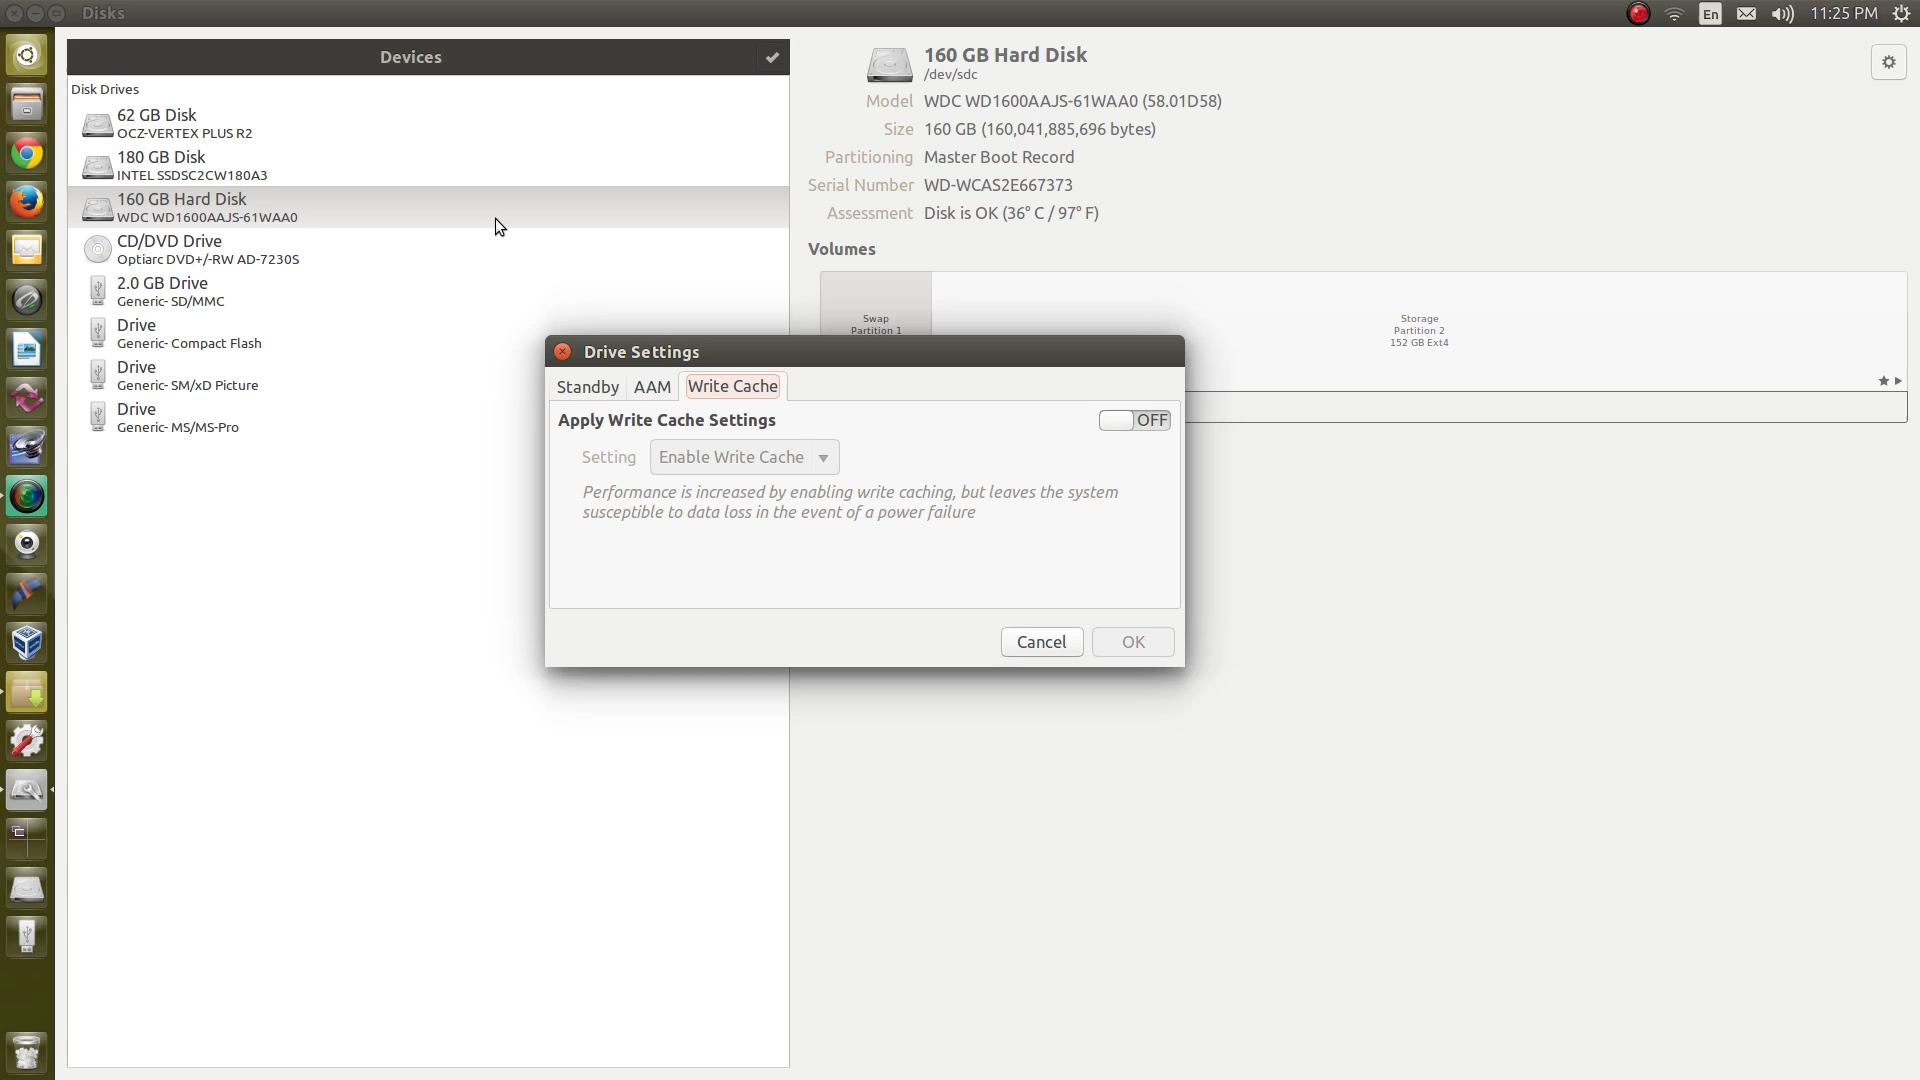 Disks
En
11:25 PM
Devices
Disk Drives
62 GB Disk
OCZ-VERTEX PLUS R2
180 GB Disk
INTEL SSDSC2CW180A3
160 GB Hard Disk
WDC WD1600AAJS-61WAA0
CD/DVD Drive
Optiarc DVD+/-RW AD-7230S
2.0 GB Drive
Generic- SD/MMC
Drive
Generic- Compact Flash
Drive
Generic- SM/xD Picture
Drive
Generic- MS/MS-Pro
160 GB Hard Disk
/dev/sdc
Model WDC WD1600AAJS-61WAA0 (58.01D58)
Size 160 GB (160,041,885,696 bytes)
Partitioning Master Boot Record
Serial Number WD-WCAS2E667373
Assessment Disk is OK (36° C / 97° F)
Volumes
Swap
Partition 1
Storage
Partition 2
152 GB Ext4
Drive Settings
Standby AAM Write Cache
Apply Write Cache Settings OFF
Setting Enable Write Cache
Performance is increased by enabling write caching, but leaves the system
susceptible to data loss in the event of a power failure
Cancel OK